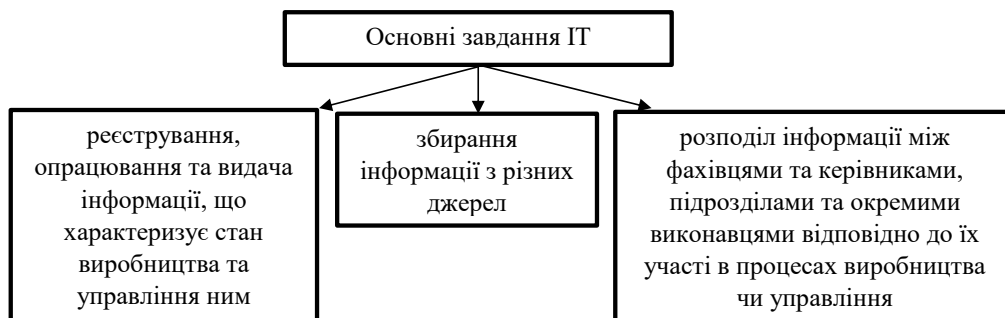 Основні завдання ІТ
реєстрування,
опрацювання та видача
інформації, що
характеризує стан
виробництва та
управління ним
збирання
інформації з різних
джерел
розподіл інформації між
фахівцями та керівниками,
підрозділами та окремими
виконавцями відповідно до їх
участі в процесах виробництва
чи управління